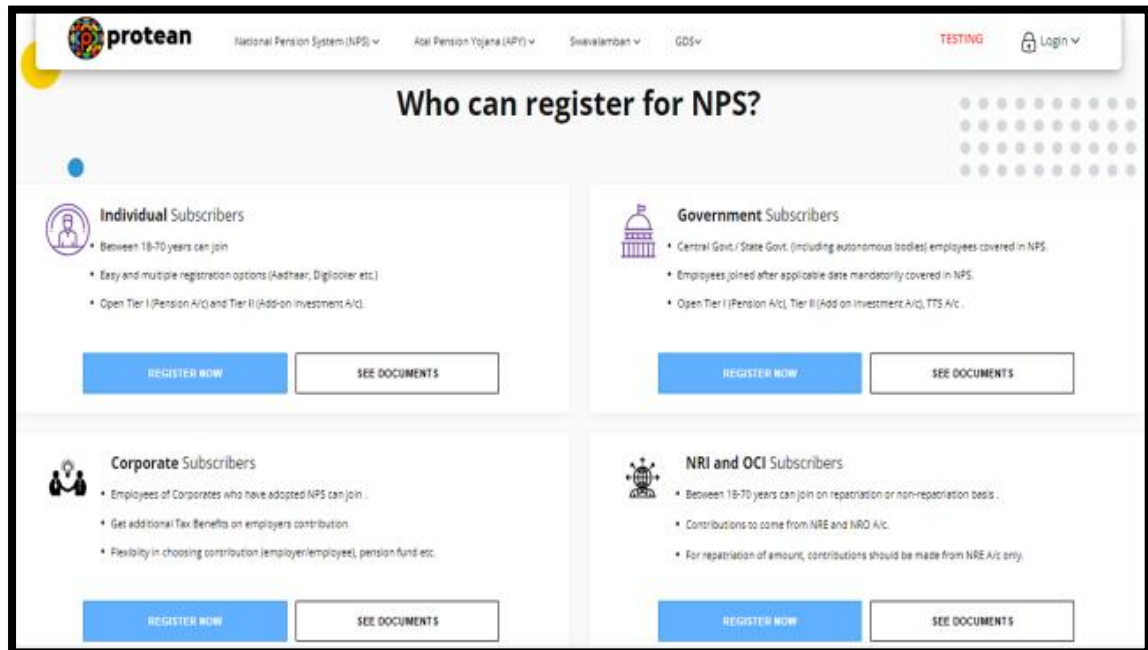 protean
National Pension System (NPS)
Atal Pension Yojana (APY)
Swavalamban
GDS
TESTING
Login
Who can register for NPS?
Individual Subscribers
• Between 18-70 years can join
• Easy and multiple registration options (Aadhaar, Digilocker etc.)
• Open Tier I (Pension A/c) and Tier II (Add-on Investment A/c).
REGISTER NOW
SEE DOCUMENTS
Government Subscribers
• Central Govt./ State Govt. (including autonomous bodies) employees covered in NPS.
• Employees joined after applicable date mandatorily covered in NPS.
• Open Tier I (Pension A/c), Tier II (Add on Investment A/c), TTS A/c .
REGISTER NOW
SEE DOCUMENTS
Corporate Subscribers
• Employees of Corporates who have adopted NPS can join .
• Get additional Tax Benefits on employers contribution.
• Flexibility in choosing contribution (employer/employee), pension fund etc.
REGISTER NOW
SEE DOCUMENTS
NRI and OCI Subscribers
• Between 18-70 years can join on repatriation or non-repatriation basis .
• Contributions to come from NRE and NRO A/c.
• For repatriation of amount, contributions should be made from NRE A/c only.
REGISTER NOW
SEE DOCUMENTS